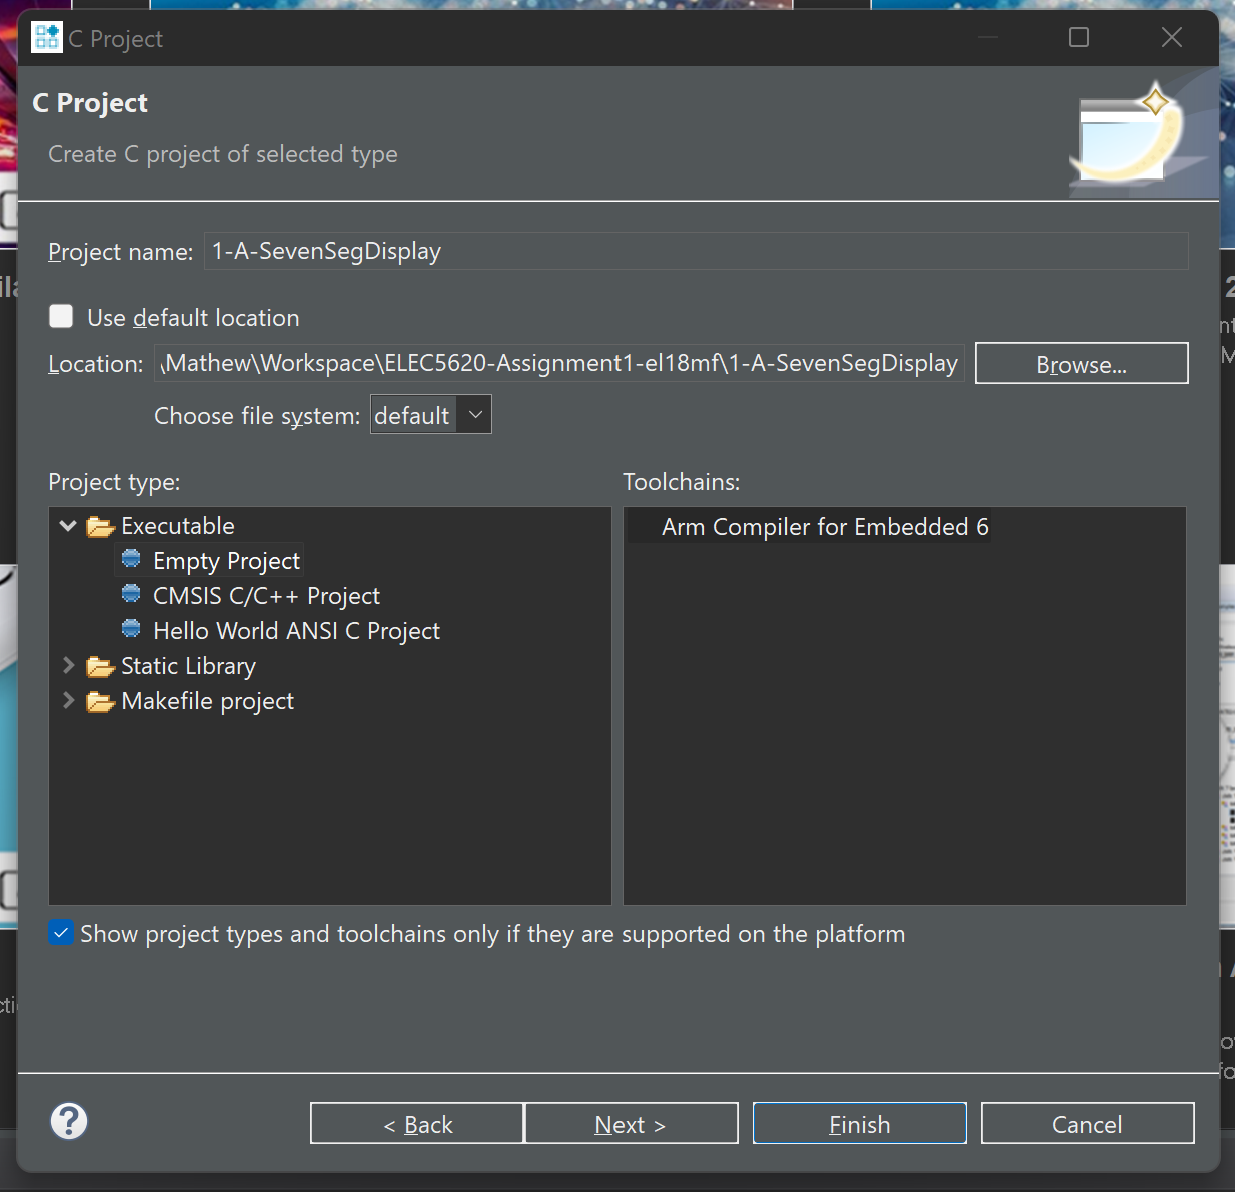 C Project
C Project
Create C project of selected type
Project name: 1-A-SevenSegDisplay
Use default location
Location: \Mathew\Workspace\ELEC5620-Assignment1-el18mf\1-A-SevenSegDisplay Browse...
Choose file system: default
Project type: Toolchains:
Executable Arm Compiler for Embedded 6
Empty Project
CMSIS C/C++ Project
Hello World ANSI C Project
Static Library
Makefile project
Show project types and toolchains only if they are supported on the platform
? < Back Next > Finish Cancel